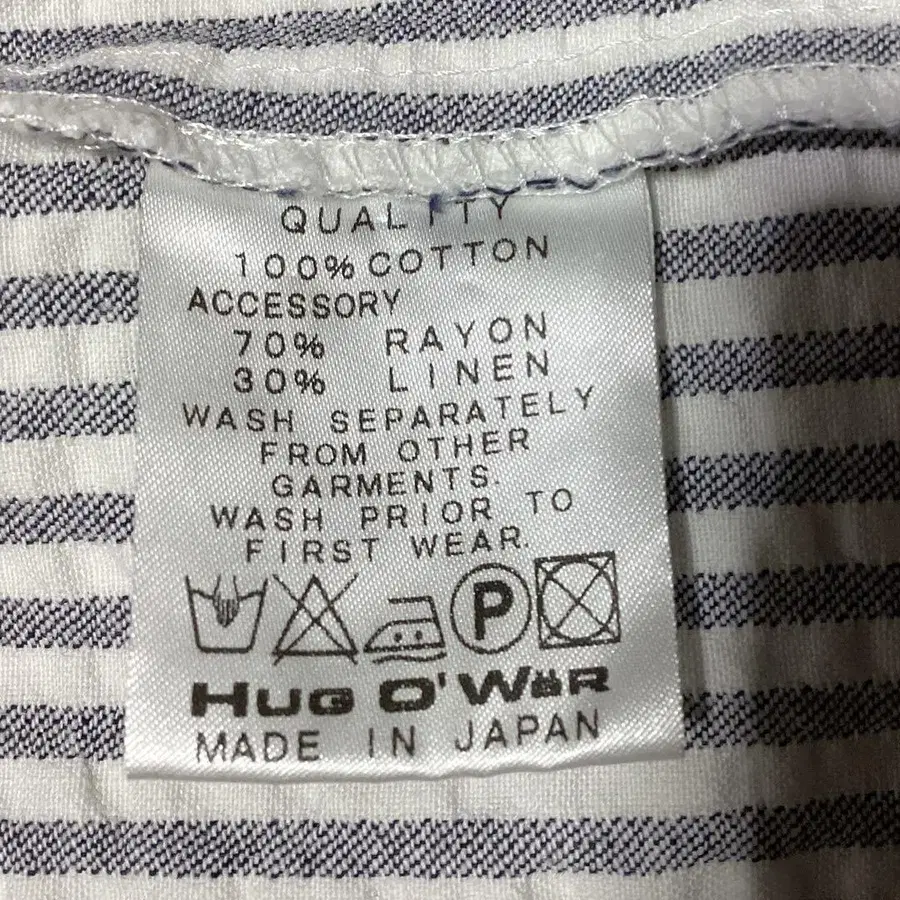 QUALITY
100% COTTON
ACCESSORY
70% RAYON
30% LINEN
WASH SEPARATELY
FROM OTHER
GARMENTS.
WASH PRIOR TO
FIRST WEAR.
P
HUG O'WäR
MADE IN JAPAN